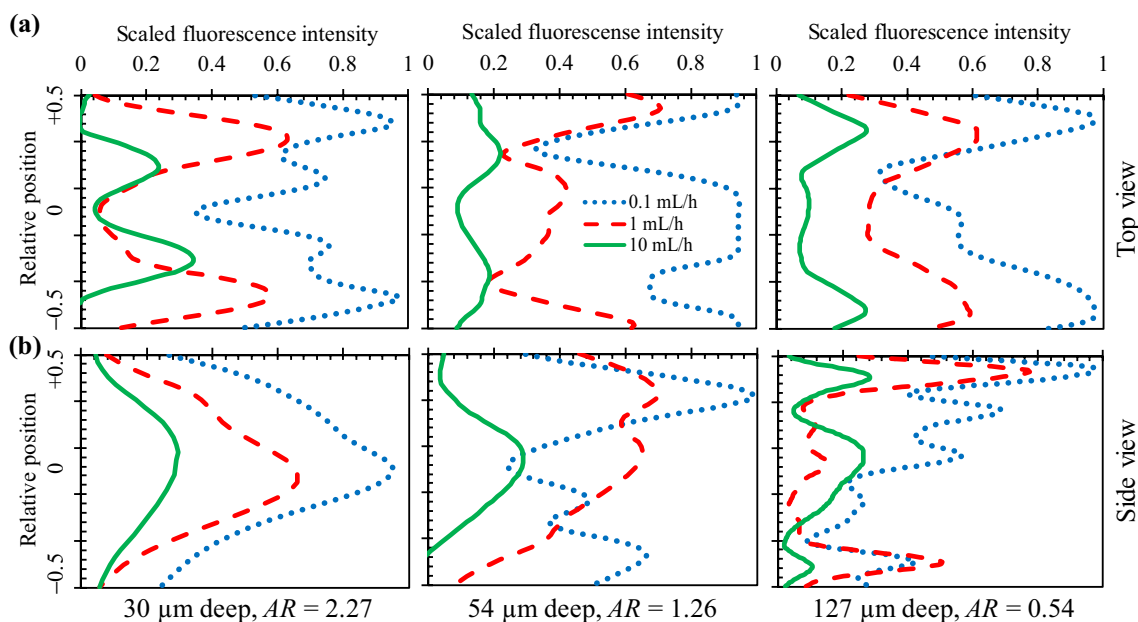 (a)
Scaled fluorescence intensity
Scaled fluorescense intensity
Scaled fluorescence intensity
0 0.2 0.4 0.6 0.8 1
0 0.2 0.4 0.6 0.8 1
0 0.2 0.4 0.6 0.8 1
+0.5
0
−0.5
Relative position
0.1 mL/h
1 mL/h
10 mL/h
Top view
(b)
+0.5
0
−0.5
Relative position
Side view
30 µm deep, AR = 2.27
54 µm deep, AR = 1.26
127 µm deep, AR = 0.54